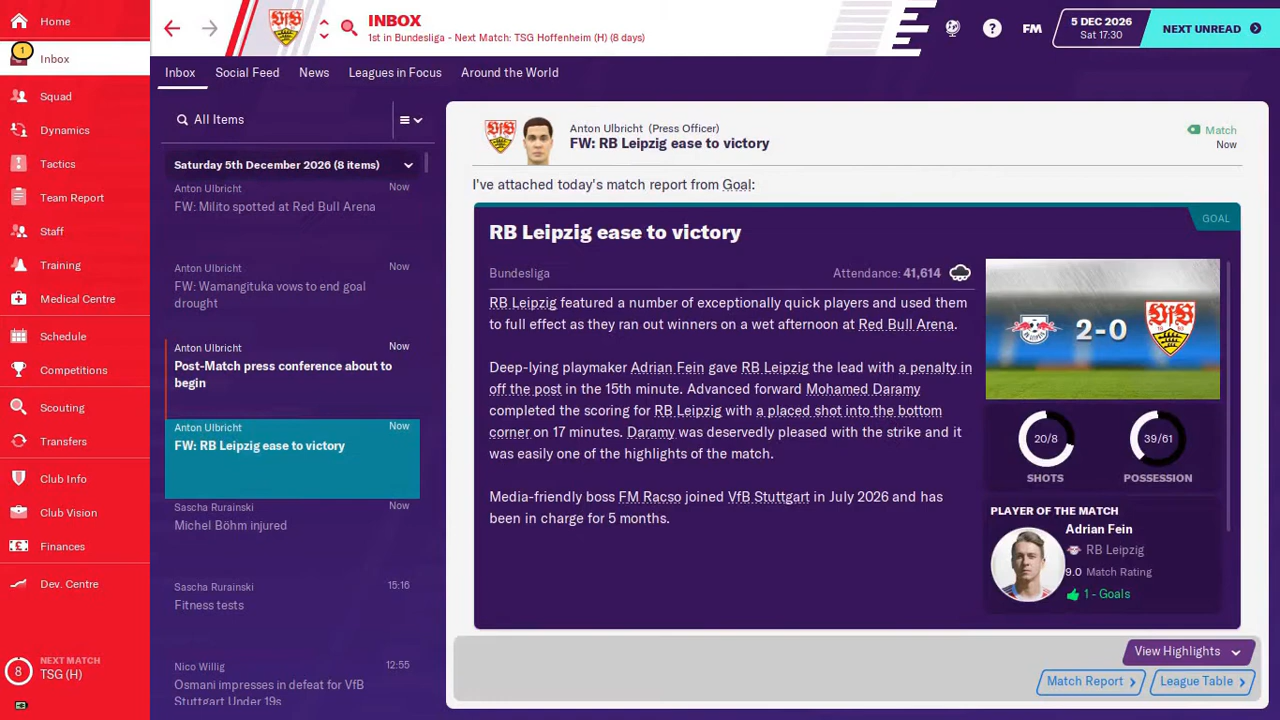 Home
INBOX
1st in Bundesliga - Next Match: TSG Hoffenheim (H) (8 days)
FM
5 DEC 2026
Sat 17:30
NEXT UNREAD
1
Inbox
Squad
Dynamics
Tactics
Team Report
Staff
Training
Medical Centre
Schedule
Competitions
Scouting
Transfers
Club Info
Club Vision
Finances
Dev. Centre
8
NEXT MATCH
TSG (H)
Inbox Social Feed News Leagues in Focus Around the World
All Items
Saturday 5th December 2026 (8 items)
Anton Ulbricht Now
FW: Milito spotted at Red Bull Arena
Anton Ulbricht Now
FW: Wamangituka vows to end goal
drought
Anton Ulbricht Now
Post-Match press conference about to
begin
Anton Ulbricht Now
FW: RB Leipzig ease to victory
Sascha Rurainski Now
Michel Böhm injured
Sascha Rurainski 15:16
Fitness tests
Nico Willig 12:55
Osmani impresses in defeat for VfB
Stuttgart Under 19s
Anton Ulbricht (Press Officer)
FW: RB Leipzig ease to victory
Match
Now
I've attached today's match report from Goal:
GOAL
RB Leipzig ease to victory
Bundesliga Attendance: 41,614
RB Leipzig featured a number of exceptionally quick players and used them
to full effect as they ran out winners on a wet afternoon at Red Bull Arena.
Deep-lying playmaker Adrian Fein gave RB Leipzig the lead with a penalty in
off the post in the 15th minute. Advanced forward Mohamed Daramy
completed the scoring for RB Leipzig with a placed shot into the bottom
corner on 17 minutes. Daramy was deservedly pleased with the strike and it
was easily one of the highlights of the match.
Media-friendly boss FM Racso joined VfB Stuttgart in July 2026 and has
been in charge for 5 months.
2-0
20/8
SHOTS
39/61
POSSESSION
PLAYER OF THE MATCH
Adrian Fein
RB Leipzig
9.0 Match Rating
1 - Goals
View Highlights
Match Report
League Table